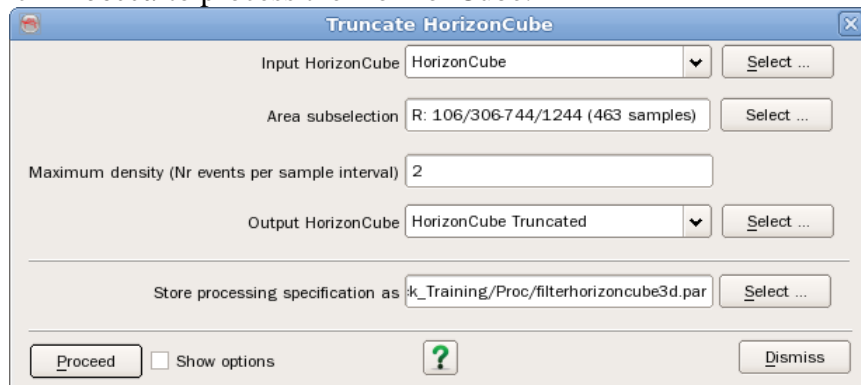 Truncate HorizonCube
Input HorizonCube HorizonCube Select ...
Area subselection R: 106/306-744/1244 (463 samples) Select ...
Maximum density (Nr events per sample interval) 2
Output HorizonCube HorizonCube Truncated Select ...
Store processing specification as k_Training/Proc/filterhorizoncube3d.par Select ...
Proceed Show options ? Dismiss